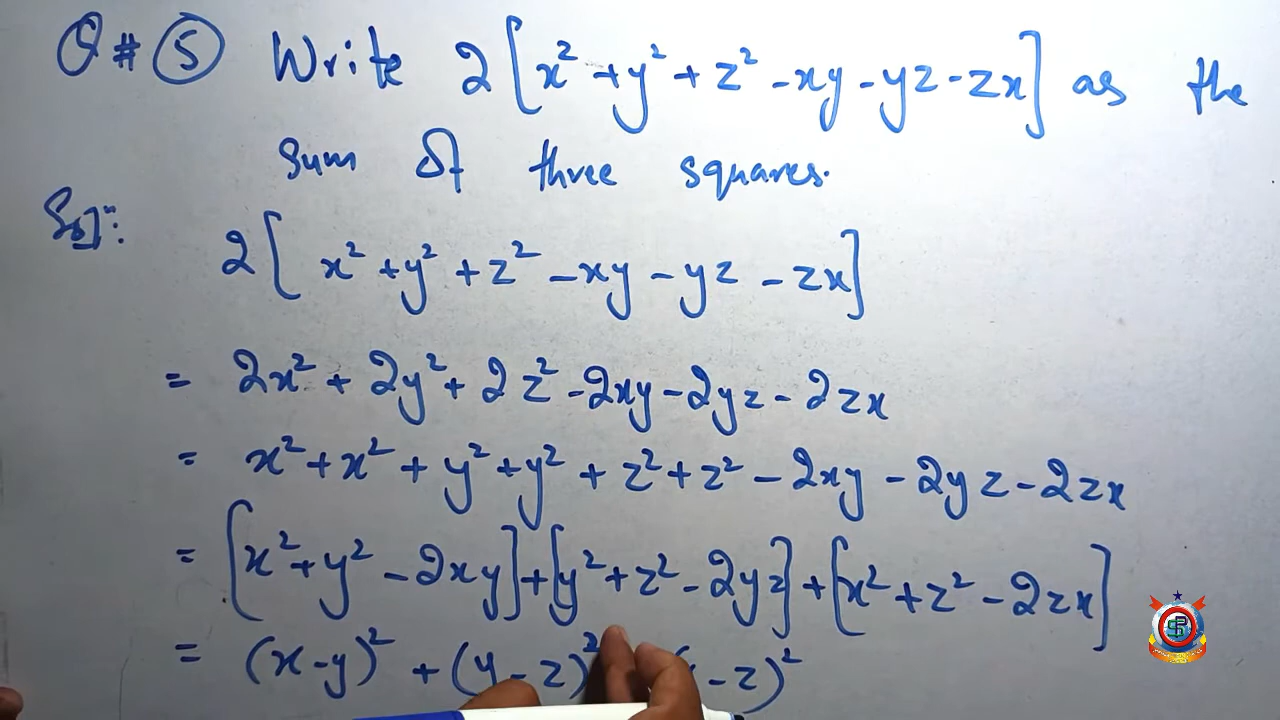 Q # 5 Write 2[x² + y² + z² - xy - yz - zx] as the
sum of three squares.
Sol:
2[x² + y² + z² - xy - yz - zx]
= 2x² + 2y² + 2z² - 2xy - 2yz - 2zx
= x² + x² + y² + y² + z² + z² - 2xy - 2yz - 2zx
= [x² + y² - 2xy] + [y² + z² - 2yz] + [x² + z² - 2zx]
= (x - y)² + (y - z)² ( - z)²